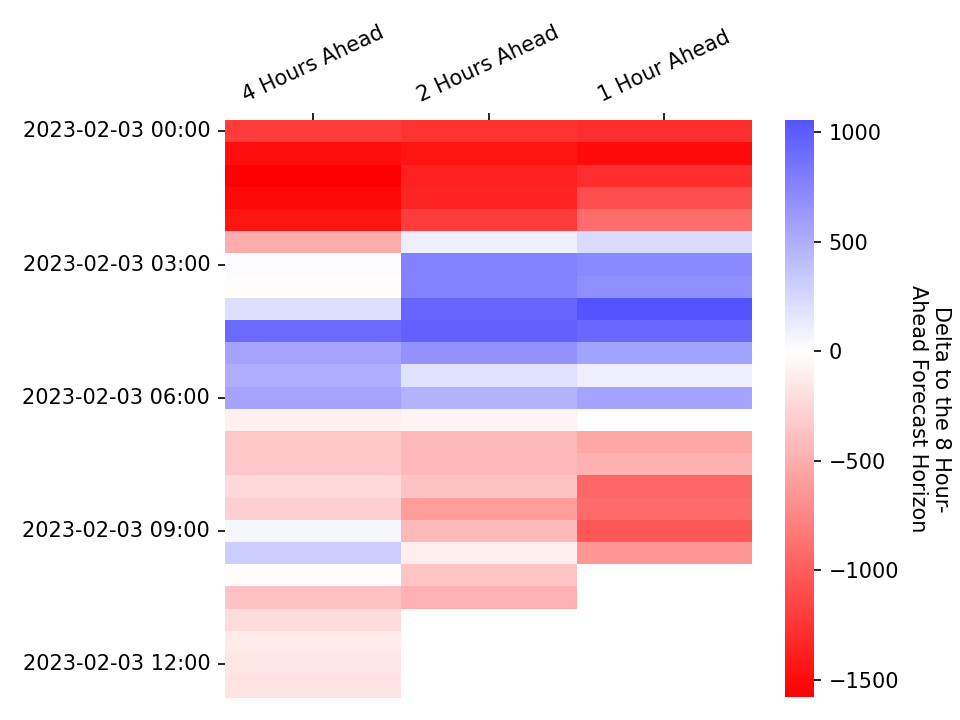 4 Hours Ahead
2 Hours Ahead
1 Hour Ahead
2023-02-03 00:00
2023-02-03 03:00
2023-02-03 06:00
2023-02-03 09:00
2023-02-03 12:00
1000
500
0
−500
−1000
−1500
Delta to the 8 Hour-
Ahead Forecast Horizon